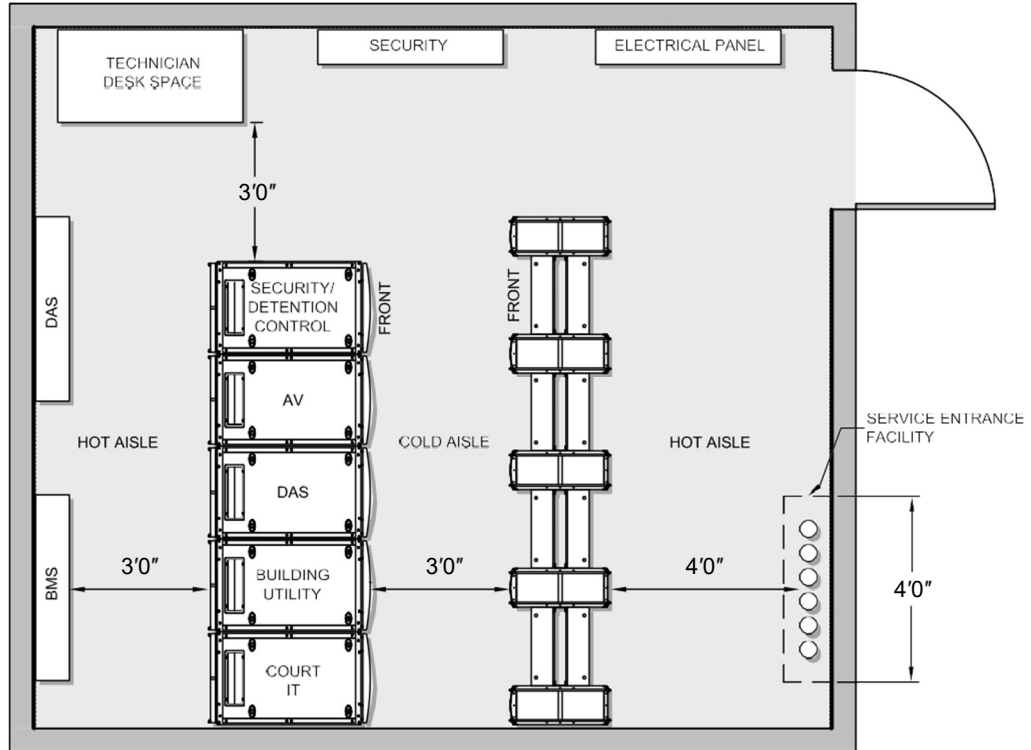 TECHNICIAN
DESK SPACE
SECURITY
ELECTRICAL PANEL
3'0"
DAS
SECURITY/
DETENTION
CONTROL
FRONT
FRONT
AV
HOT AISLE
COLD AISLE
HOT AISLE
SERVICE ENTRANCE
FACILITY
DAS
BMS
3'0"
BUILDING
UTILITY
3'0"
4'0"
4'0"
COURT
IT